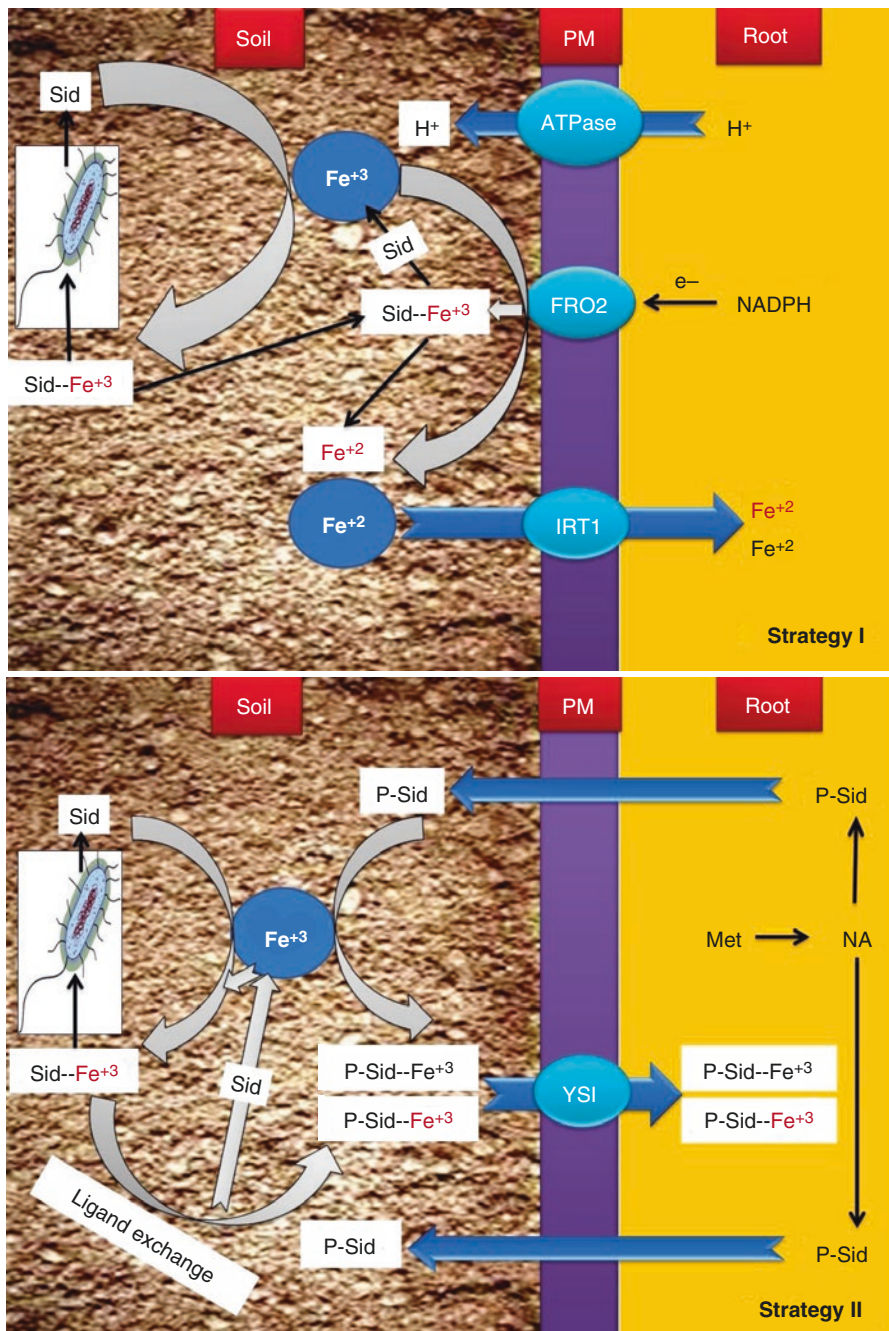 Soil
PM
Root
Sid
H⁺
ATPase
H⁺
Fe⁺³
Sid
Sid--Fe⁺³
FRO2
e–
NADPH
Sid--Fe⁺³
Fe⁺²
Fe⁺²
IRT1
Fe⁺²
Fe⁺²
Strategy I
Soil
PM
Root
P-Sid
P-Sid
Sid
Fe⁺³
Met
NA
Sid--Fe⁺³
Sid
P-Sid--Fe⁺³
P-Sid--Fe⁺³
YSI
P-Sid--Fe⁺³
P-Sid--Fe⁺³
Ligand exchange
P-Sid
P-Sid
Strategy II